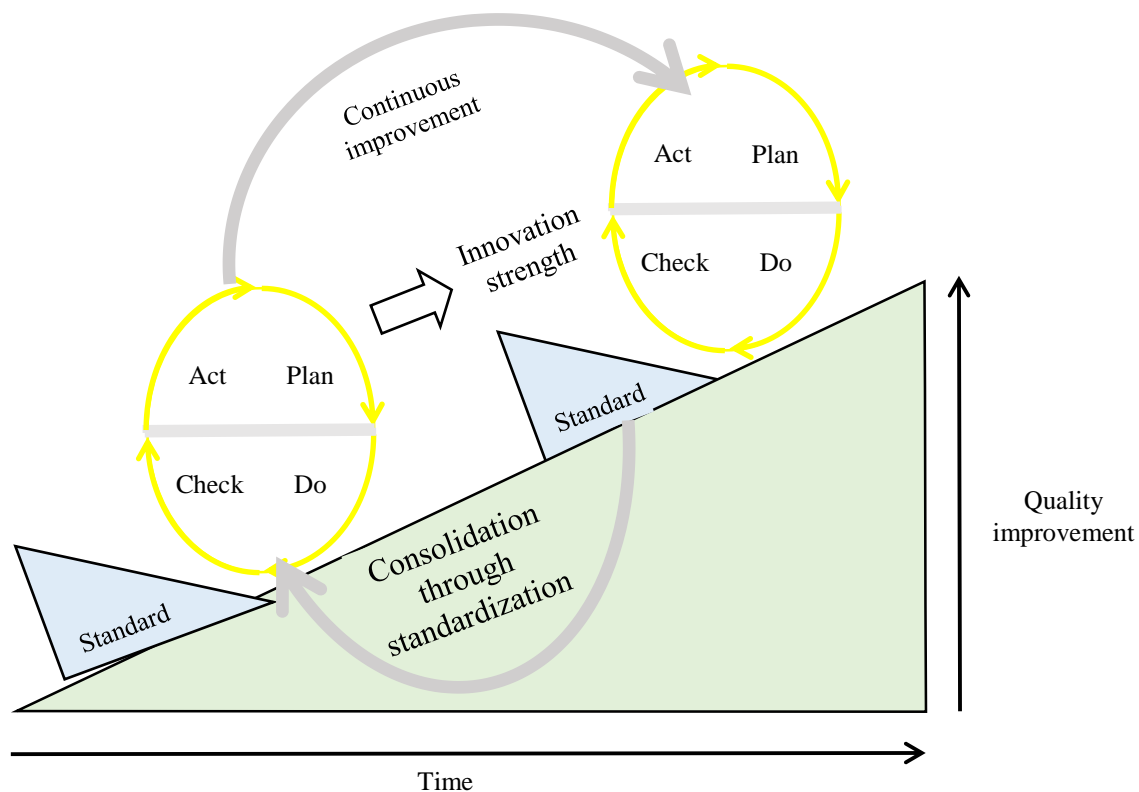 Continuous
improvement
Act Plan
Check Do
Innovation
strength
Act Plan
Check Do
Standard
Standard
Consolidation
through
standardization
Quality
improvement
Time